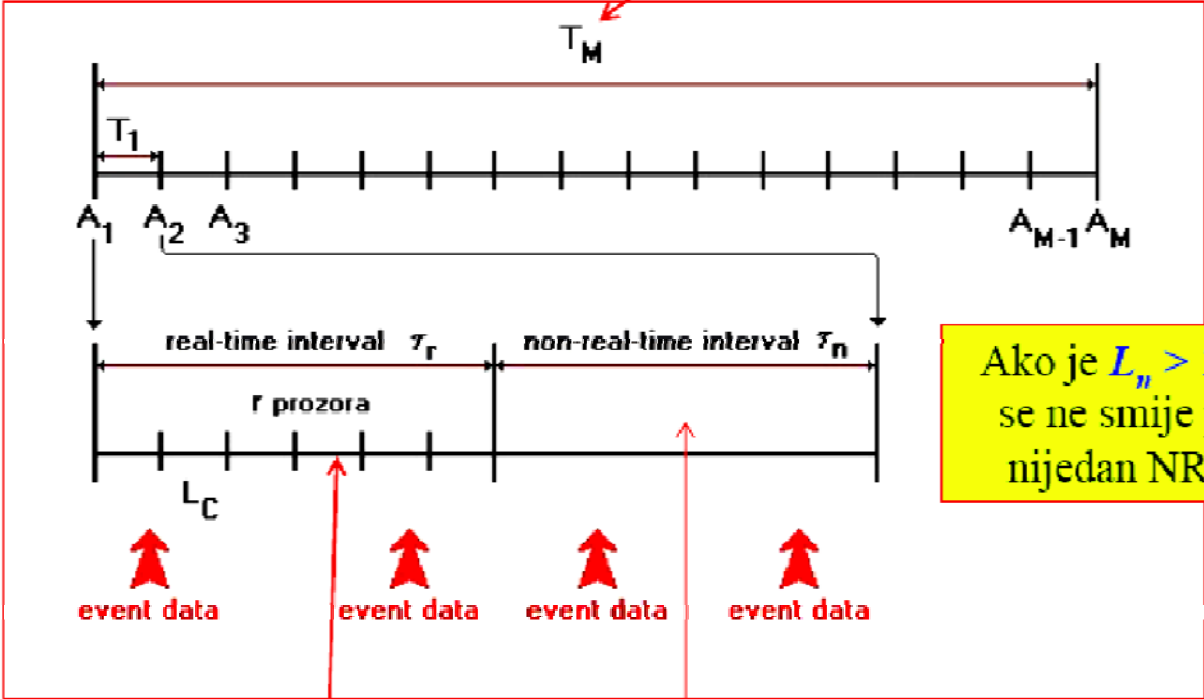 T_M
T_1
A_1 A_2 A_3 A_M-1 A_M
real-time interval τ_r non-real-time interval τ_n
r prozora
L_C
Ako je L_n >
se ne smije
nijedan NR
event data event data event data event data